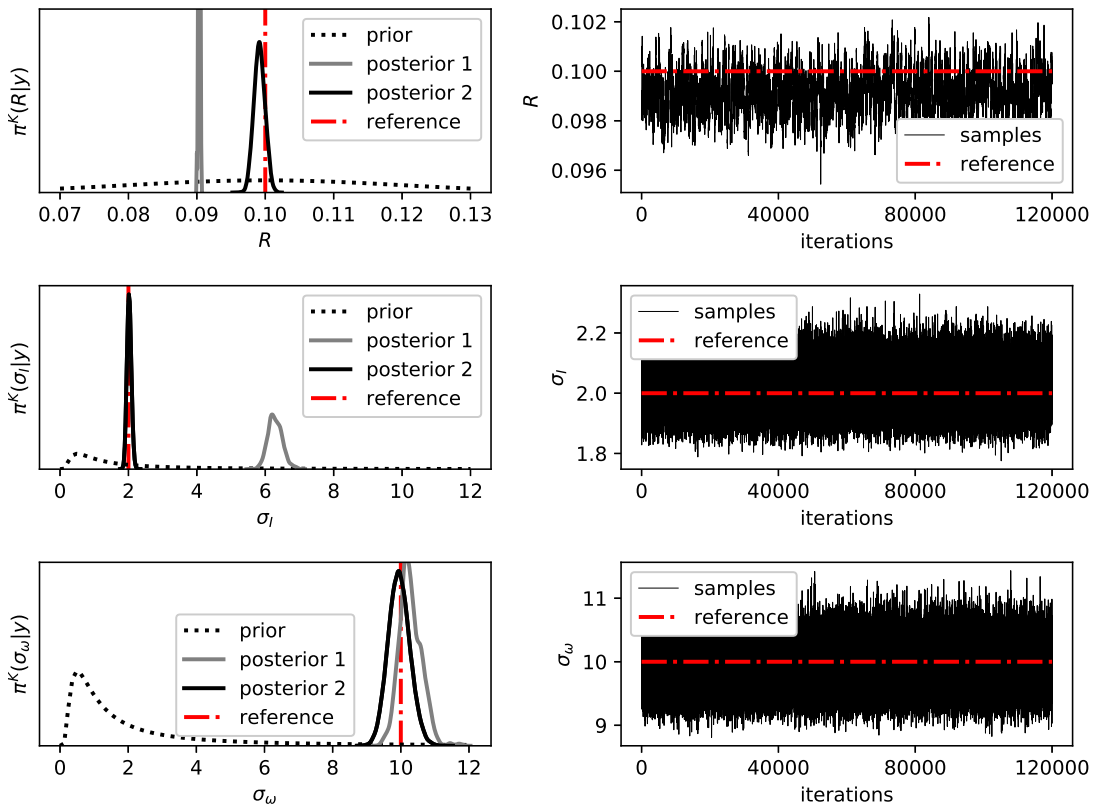 π^K(R|y)
prior
posterior 1
posterior 2
reference
0.07 0.08 0.09 0.10 0.11 0.12 0.13
R
R
0.102
0.100
0.098
0.096
samples
reference
0 40000 80000 120000
iterations
π^K(σ_I|y)
prior
posterior 1
posterior 2
reference
0 2 4 6 8 10 12
σ_I
σ_I
2.2
2.0
1.8
samples
reference
0 40000 80000 120000
iterations
π^K(σ_ω|y)
prior
posterior 1
posterior 2
reference
0 2 4 6 8 10 12
σ_ω
σ_ω
11
10
9
samples
reference
0 40000 80000 120000
iterations